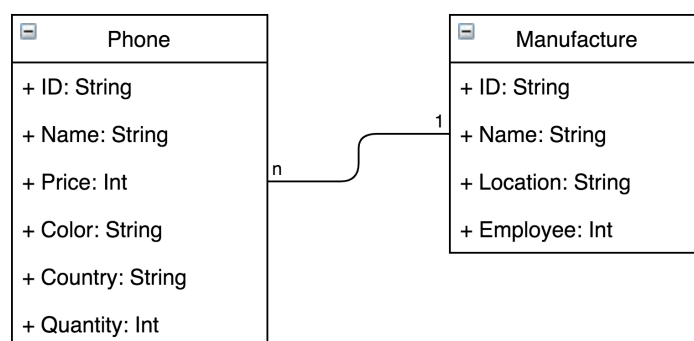 Phone
+ ID: String
+ Name: String
+ Price: Int
+ Color: String
+ Country: String
+ Quantity: Int
n
1
Manufacture
+ ID: String
+ Name: String
+ Location: String
+ Employee: Int